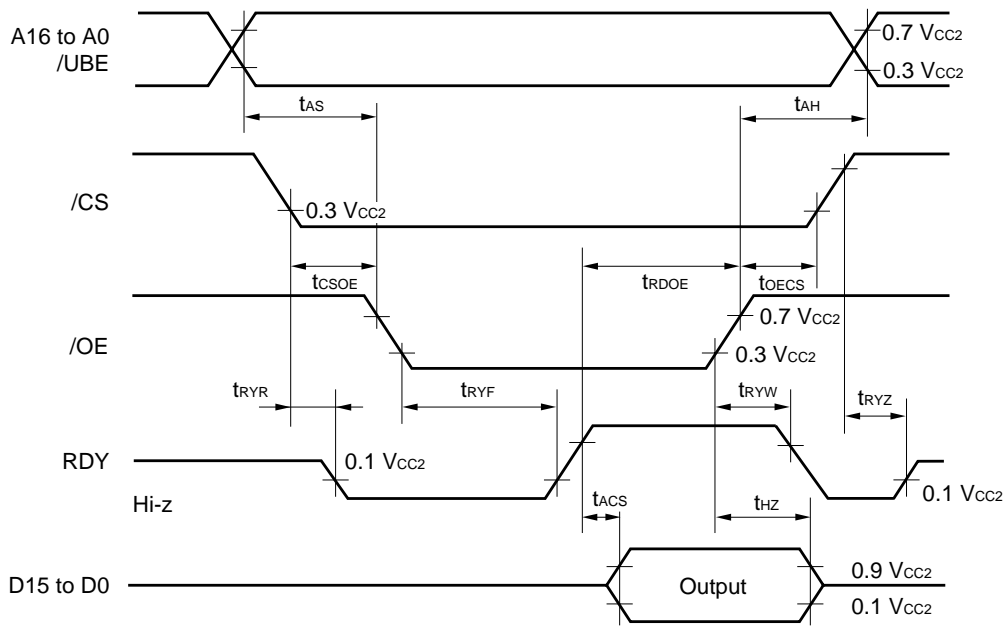 A16 to A0
/UBE
0.7 VCC2
0.3 VCC2
tAS
tAH
/CS
0.3 VCC2
tCSOE
tRDOE
tOECS
/OE
0.7 VCC2
0.3 VCC2
tRYR
tRYF
tRYW
tRYZ
RDY
0.1 VCC2
0.1 VCC2
Hi-z
tACS
tHZ
D15 to D0
Output
0.9 VCC2
0.1 VCC2